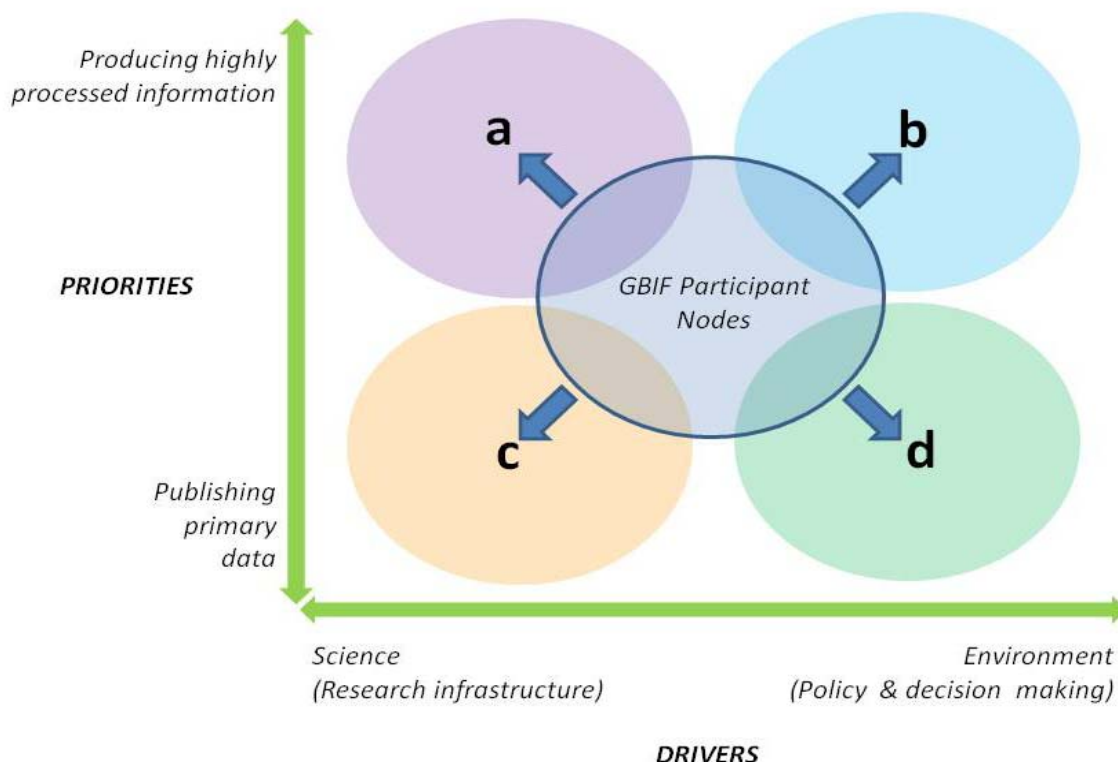 Producing highly
processed information
a
b
PRIORITIES
GBIF Participant
Nodes
c
d
Publishing
primary
data
Science
(Research infrastructure)
Environment
(Policy & decision making)
DRIVERS